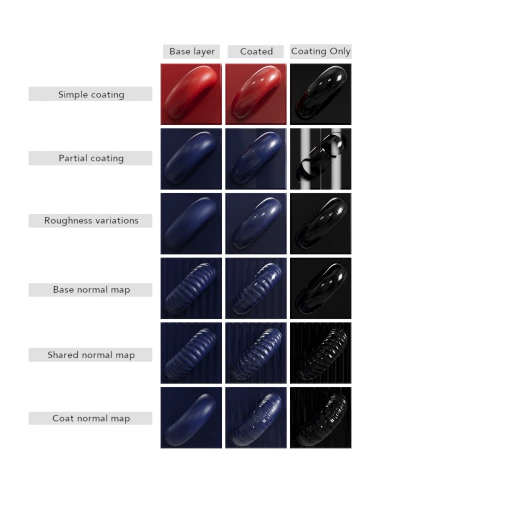 Base layer
Coated
Coating Only
Simple coating
Partial coating
Roughness variations
Base normal map
Shared normal map
Coat normal map